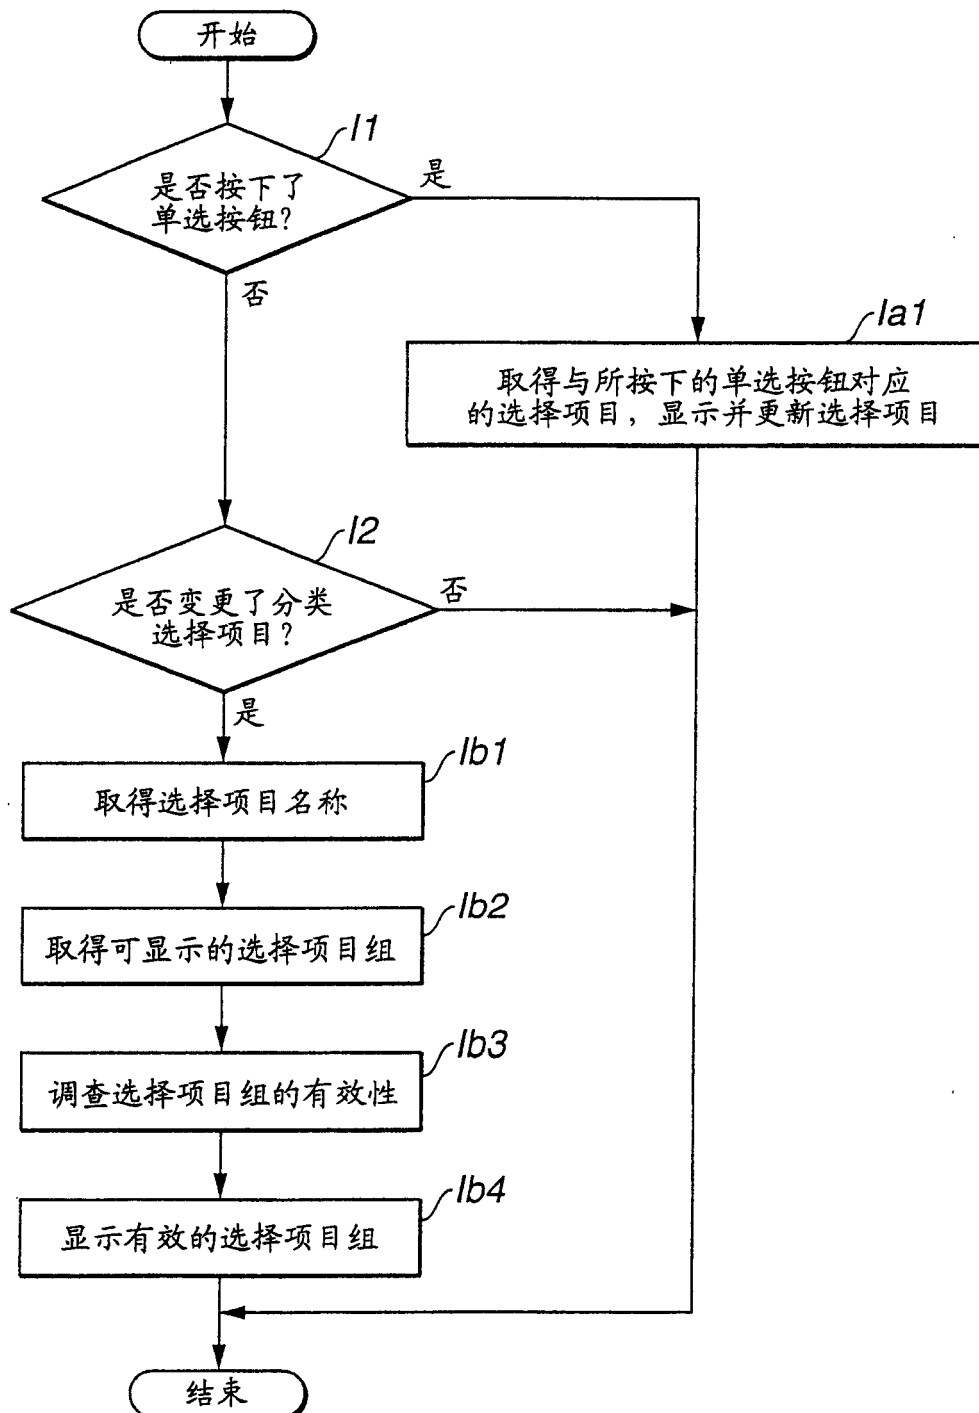 开始
I1
是否按下了
单选按钮?
是
否
Ia1
取得与所按下的单选按钮对应
的选择项目，显示并更新选择项目
I2
是否变更了分类
选择项目?
否
是
Ib1
取得选择项目名称
Ib2
取得可显示的选择项目组
Ib3
调查选择项目组的有效性
Ib4
显示有效的选择项目组
结束